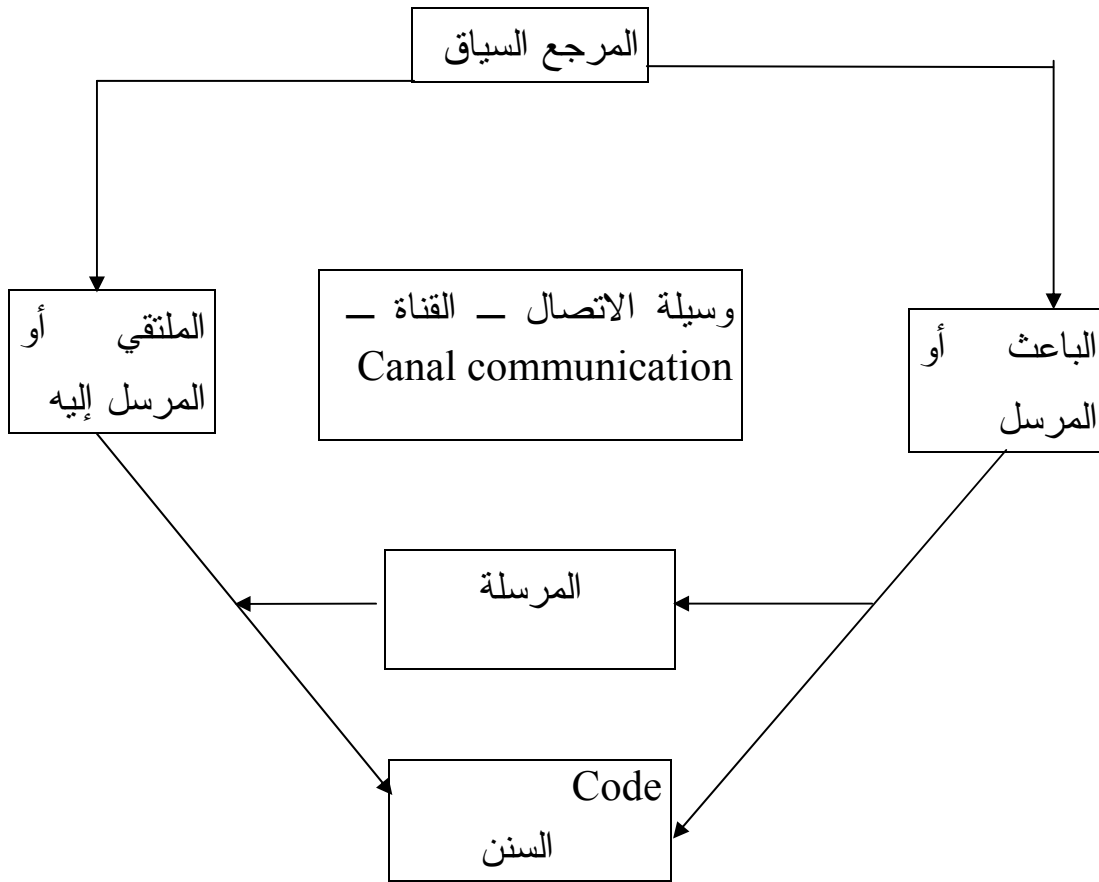 المرجع السياق
الباعث أو
المرسل
وسيلة الاتصال – القناة –
Canal communication
الملتقي أو
المرسل إليه
المرسلة
Code
السنن